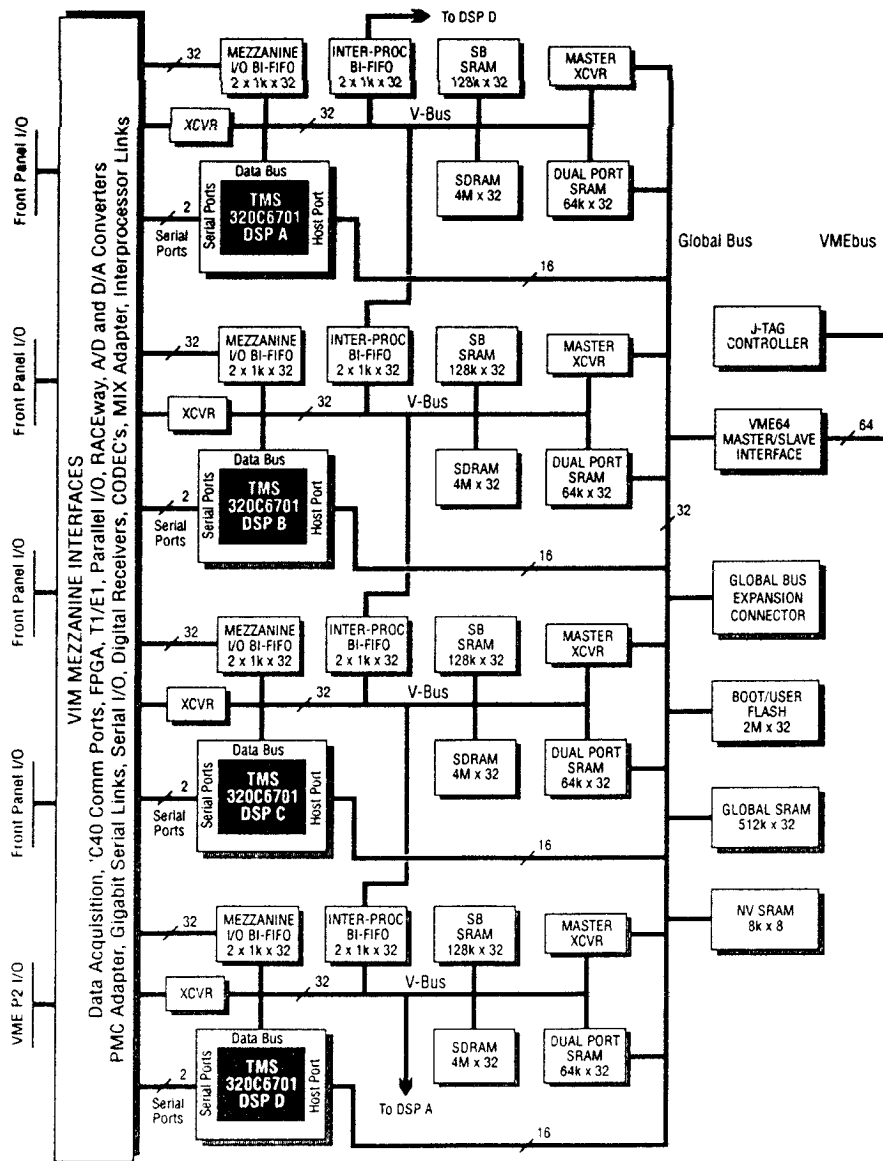 To DSP D
32
MEZZANINE
I/O BI-FIFO
2 x 1k x 32
INTER-PROC
BI-FIFO
2 x 1k x 32
SB
SRAM
128k x 32
MASTER
XCVR
XCVR
32
V-Bus
Front Panel I/O
Data Bus
Serial Ports
TMS
320C6701
DSP A
Host Port
SDRAM
4M x 32
DUAL PORT
SRAM
64k x 32
2
Serial
Ports
16
Global Bus
VMEbus
VIM MEZZANINE INTERFACES
Data Acquisition, 'C40 Comm Ports, FPGA, T1/E1, Parallel I/O, RACEway, A/D and D/A Converters
PMC Adapter, Gigabit Serial Links, Serial I/O, Digital Receivers, CODEC's, MIX Adapter, Interprocessor Links
32
MEZZANINE
I/O BI-FIFO
2 x 1k x 32
INTER-PROC
BI-FIFO
2 x 1k x 32
SB
SRAM
128k x 32
MASTER
XCVR
J-TAG
CONTROLLER
Front Panel I/O
XCVR
32
V-Bus
VME64
MASTER/SLAVE
INTERFACE
64
Data Bus
Serial Ports
TMS
320C6701
DSP B
Host Port
SDRAM
4M x 32
DUAL PORT
SRAM
64k x 32
2
Serial
Ports
16
32
Front Panel I/O
GLOBAL BUS
EXPANSION
CONNECTOR
32
MEZZANINE
I/O BI-FIFO
2 x 1k x 32
INTER-PROC
BI-FIFO
2 x 1k x 32
SB
SRAM
128k x 32
MASTER
XCVR
XCVR
32
V-Bus
BOOT/USER
FLASH
2M x 32
Front Panel I/O
Data Bus
Serial Ports
TMS
320C6701
DSP C
Host Port
SDRAM
4M x 32
DUAL PORT
SRAM
64k x 32
2
Serial
Ports
16
GLOBAL SRAM
512k x 32
32
MEZZANINE
I/O BI-FIFO
2 x 1k x 32
INTER-PROC
BI-FIFO
2 x 1k x 32
SB
SRAM
128k x 32
MASTER
XCVR
NV SRAM
8k x 8
VME P2 I/O
XCVR
32
V-Bus
Data Bus
Serial Ports
TMS
320C6701
DSP D
Host Port
SDRAM
4M x 32
DUAL PORT
SRAM
64k x 32
2
Serial
Ports
To DSP A
16